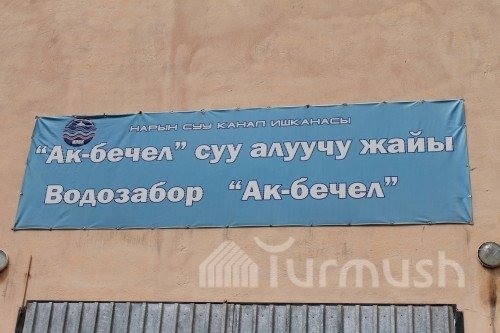 НАРЫН СУУ КАНАЛ ИШКАНАСЫ
"Ак-бечел" суу алуучу жайы
Водозабор "Ак-бечел"
Turmush